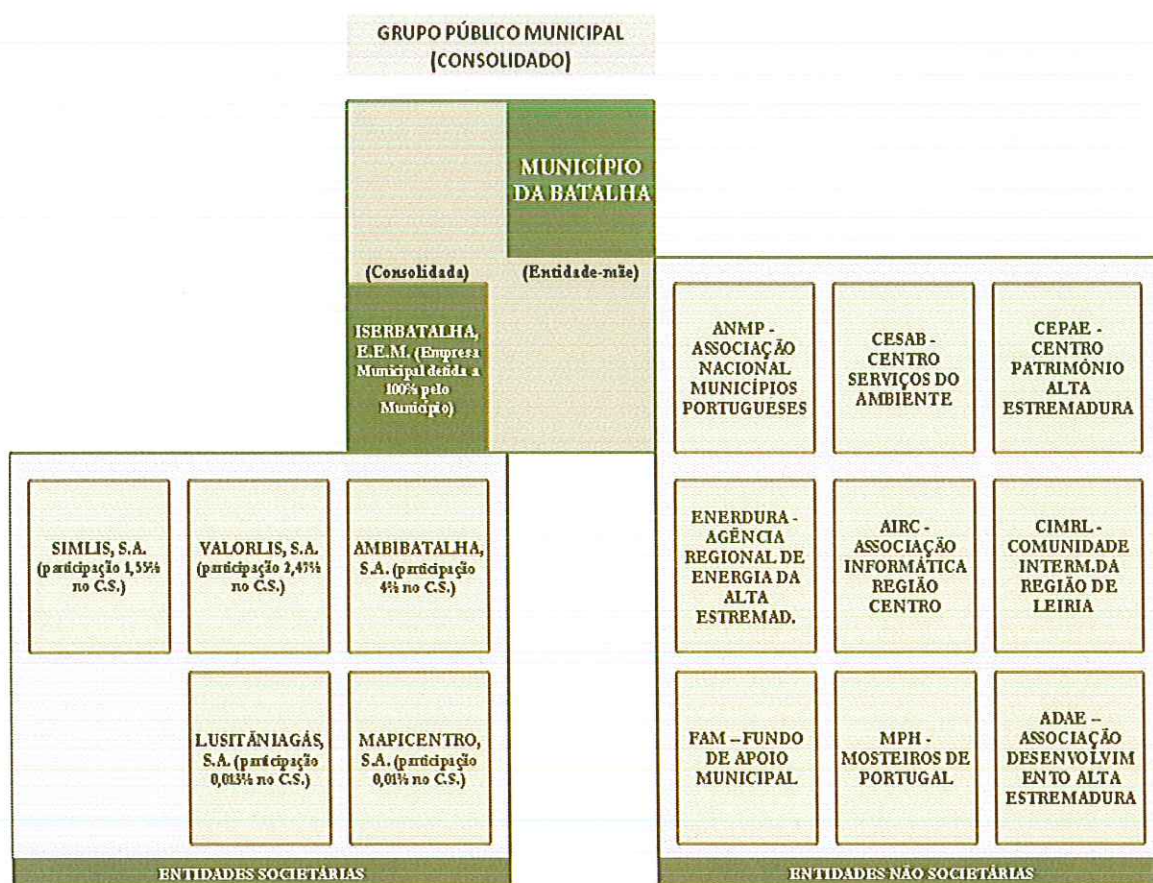 GRUPO PÚBLICO MUNICIPAL
(CONSOLIDADO)
MUNICÍPIO
DA BATALHA
(Consolidada)
(Entidade-mãe)
ISERBATALHA,
E.E.M. (Empresa
Municipal detida a
100% pelo
Município)
ANMP -
ASSOCIAÇÃO
NACIONAL
MUNICÍPIOS
PORTUGUESES
CESAB -
CENTRO
SERVIÇOS DO
AMBIENTE
CEPAE -
CENTRO
PATRIMÓNIO
ALTA
ESTREMADURA
SIMLIS, S.A.
(participação 1,55%
no C.S.)
VALORLIS, S.A.
(participação 2,47%
no C.S.)
AMBIBATALHA,
S.A. (participação
4% no C.S.)
ENERDURA -
AGÊNCIA
REGIONAL DE
ENERGIA DA
ALTA
ESTREMAD.
AIRC -
ASSOCIAÇÃO
INFORMÁTICA
REGIÃO
CENTRO
CIMRL -
COMUNIDADE
INTERM.DA
REGIÃO DE
LEIRIA
LUSITÂNIAGÁS,
S.A. (participação
0,013% no C.S.)
MAPICENTRO,
S.A. (participação
0,01% no C.S.)
FAM – FUNDO
DE APOIO
MUNICIPAL
MPH -
MOSTEIROS DE
PORTUGAL
ADAE –
ASSOCIAÇÃO
DESENVOLVIM
ENTO ALTA
ESTREMADURA
ENTIDADES SOCIETÁRIAS
ENTIDADES NÃO SOCIETÁRIAS